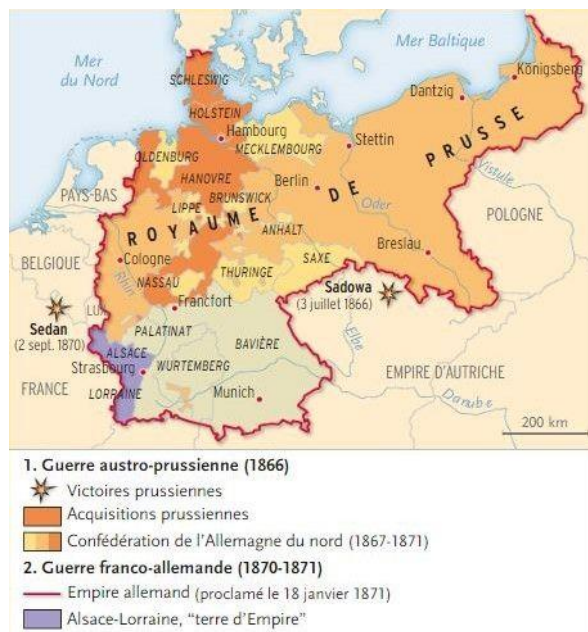 Mer
du Nord
Mer Baltique
SCHLESWIG
HOLSTEIN
Königsberg
Dantzig
Hambourg
MECKLEMBOURG
Stettin
OLDENBURG
HANOVRE
PAYS-BAS
BRUNSWICK
Berlin
LIPPE
ROYAUME DE PRUSSE
Vistule
Oder
POLOGNE
ANHALT
BELGIQUE
Cologne
Breslau
SAXE
THURINGE
Rhin
NASSAU
Sadowa
(3 juillet 1866)
Francfort
LUX
Sedan
(2 sept. 1870)
PALATINAT
BAVIÈRE
Elbe
ALSACE
WURTEMBERG
Strasbourg
EMPIRE D'AUTRICHE
FRANCE
LORRAINE
Munich
Danube
200 km
1. Guerre austro-prussienne (1866)
Victoires prussiennes
Acquisitions prussiennes
Confédération de l'Allemagne du nord (1867-1871)
2. Guerre franco-allemande (1870-1871)
Empire allemand (proclamé le 18 janvier 1871)
Alsace-Lorraine, "terre d'Empire"